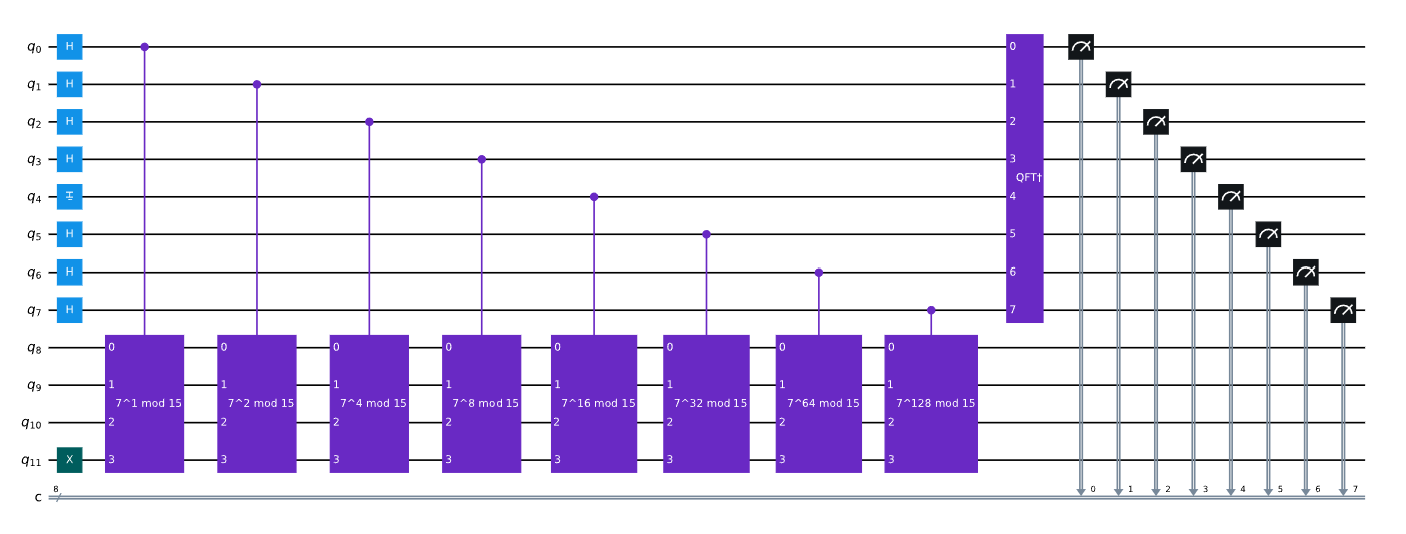 q0 H 0
q1 H 1
q2 H 2
q3 H 3
QFT†
q4 H 4
q5 H 5
q6 H 6
q7 H 7
q8 0 0 0 0 0 0 0 0
q9 1 1 1 1 1 1 1 1
7^1 mod 15 7^2 mod 15 7^4 mod 15 7^8 mod 15 7^16 mod 15 7^32 mod 15 7^64 mod 15 7^128 mod 15
q10 2 2 2 2 2 2 2 2
q11 X 3 3 3 3 3 3 3 3
c 8 0 1 2 3 4 5 6 7